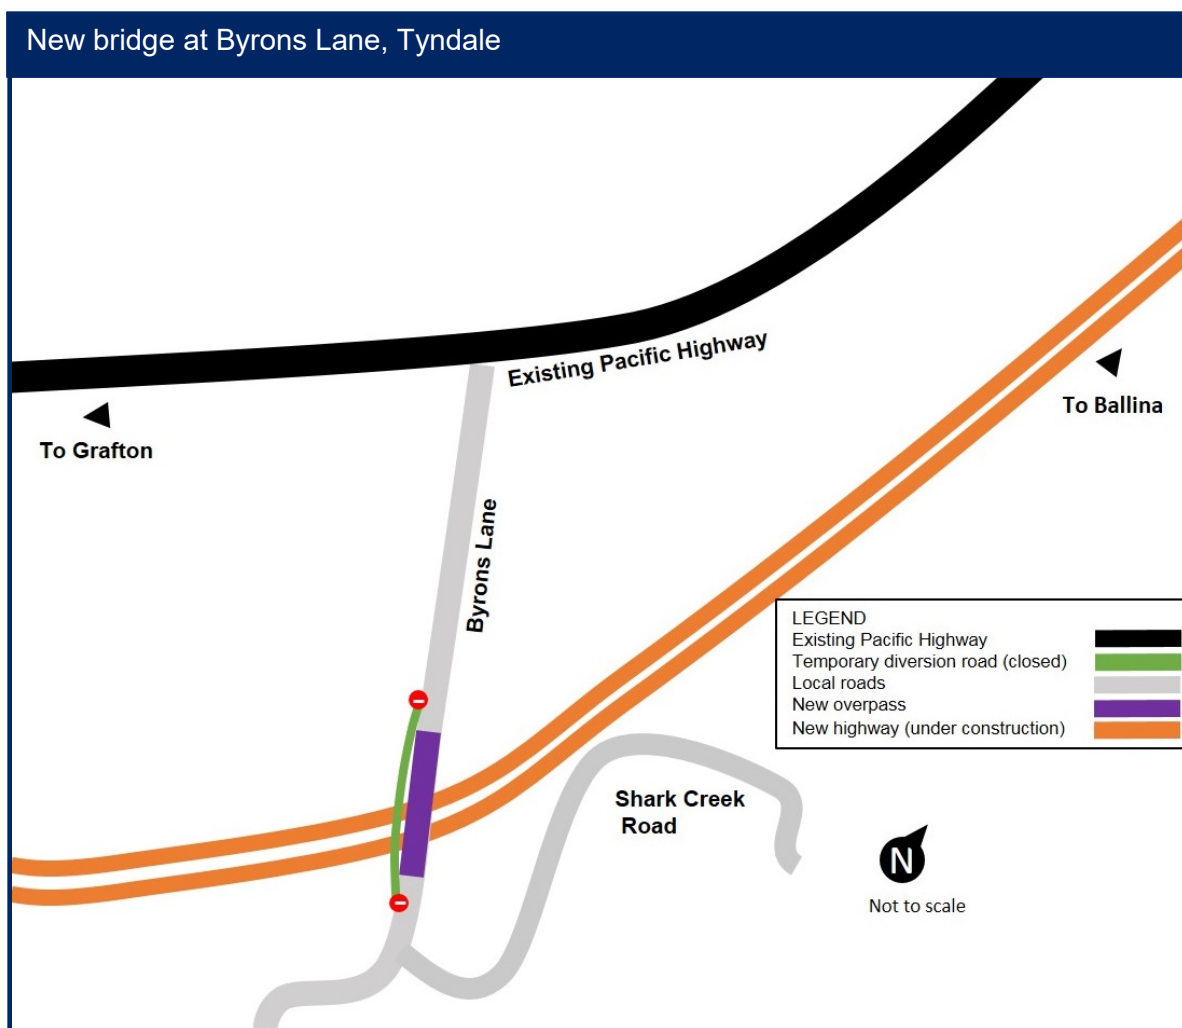 New bridge at Byrons Lane, Tyndale
Existing Pacific Highway
To Grafton
To Ballina
Byrons Lane
LEGEND
Existing Pacific Highway
Temporary diversion road (closed)
Local roads
New overpass
New highway (under construction)
Shark Creek
Road
N
Not to scale